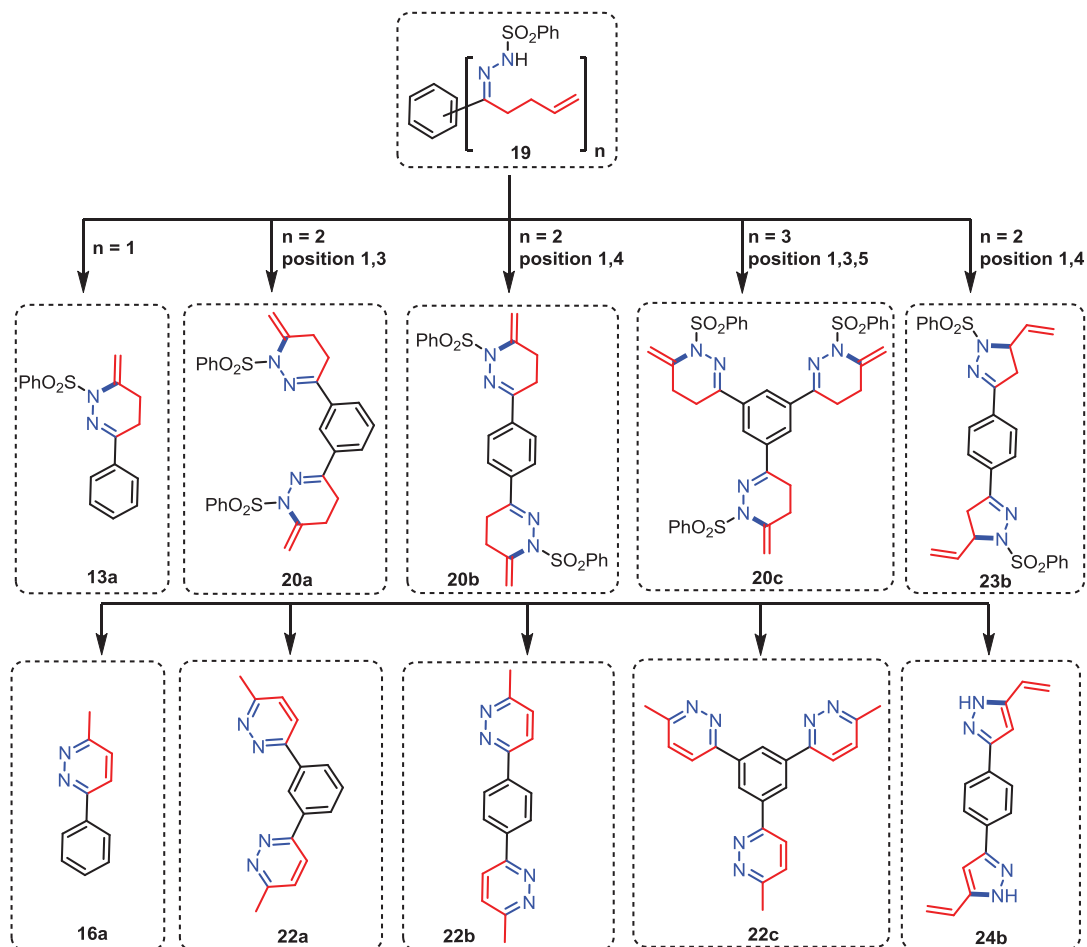 SO2Ph
N NH
19
n
n = 1
n = 2
position 1,3
n = 2
position 1,4
n = 3
position 1,3,5
n = 2
position 1,4
PhO2S
N
N
13a
PhO2S
N
N
PhO2S
N
N
20a
PhO2S
N
N
N
N
SO2Ph
20b
SO2Ph
N
N
SO2Ph
N
N
N
N
PhO2S
20c
PhO2S
N
N
N
N
SO2Ph
23b
N
N
16a
N
N
N
N
22a
N
N
N
N
22b
N
N
N
N
N
N
22c
HN
N
N
NH
24b